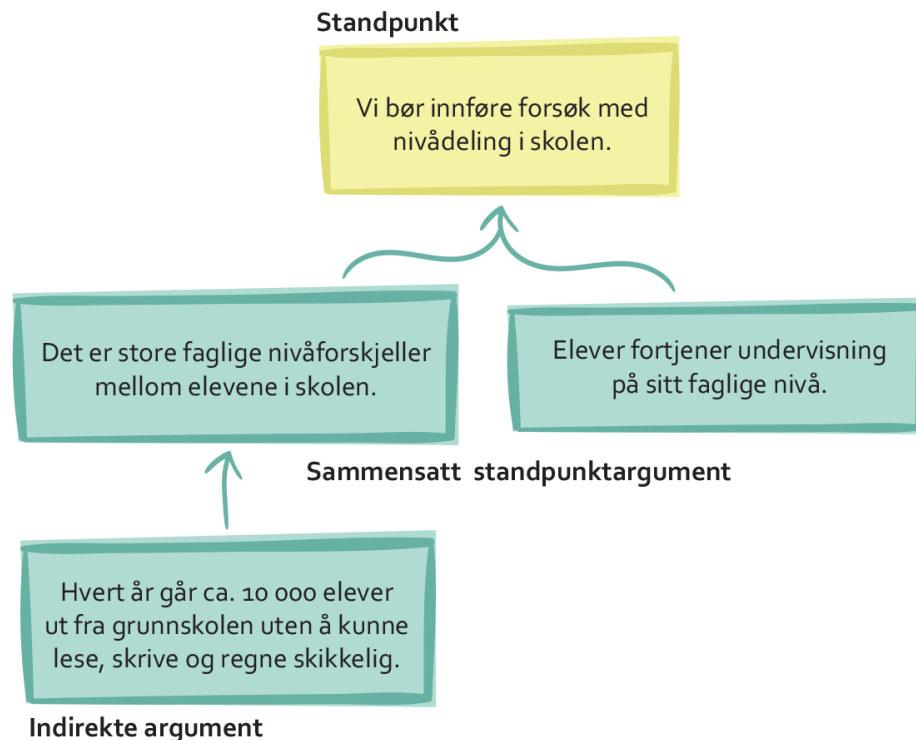 Standpunkt
Vi bør innføre forsøk med
nivådeling i skolen.
Det er store faglige nivåforskjeller
mellom elevene i skolen.
Elever fortjener undervisning
på sitt faglige nivå.
Sammensatt standpunktargument
Hvert år går ca. 10 000 elever
ut fra grunnskolen uten å kunne
lese, skrive og regne skikkelig.
Indirekte argument